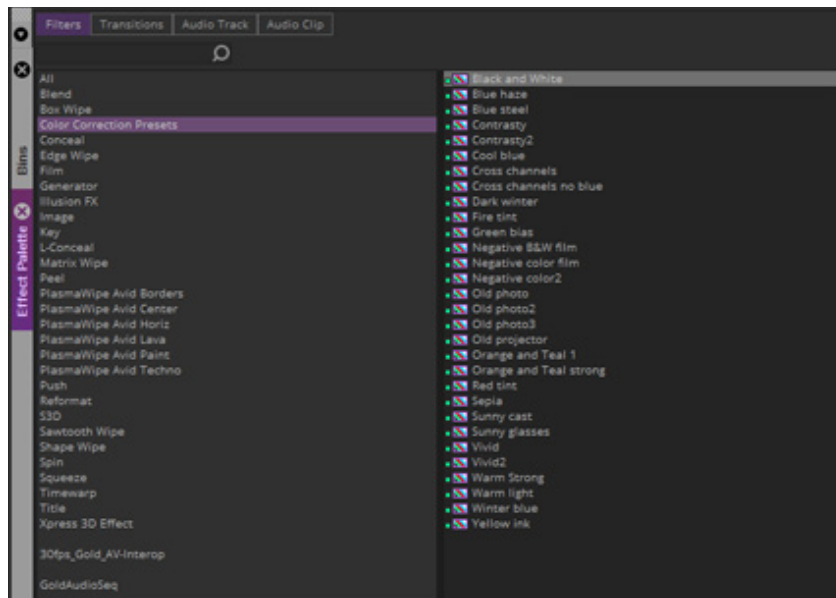 Filters Transitions Audio Track Audio Clip
Bins
Effect Palette
All
Blend
Box Wipe
Color Correction Presets
Conceal
Edge Wipe
Film
Generator
Illusion FX
Image
Key
L-Conceal
Matrix Wipe
Peel
PlasmaWipe Avid Borders
PlasmaWipe Avid Center
PlasmaWipe Avid Horiz
PlasmaWipe Avid Lava
PlasmaWipe Avid Paint
PlasmaWipe Avid Techno
Push
Reformat
S3D
Sawtooth Wipe
Shape Wipe
Spin
Squeeze
Timewarp
Title
Xpress 3D Effect
30fps_Gold_AV-Interop
GoldAudioSeq
Black and White
Blue haze
Blue steel
Contrasty
Contrasty2
Cool blue
Cross channels
Cross channels no blue
Dark winter
Fire tint
Green bias
Negative B&W film
Negative color film
Negative color2
Old photo
Old photo2
Old photo3
Old projector
Orange and Teal 1
Orange and Teal strong
Red tint
Sepia
Sunny cast
Sunny glasses
Vivid
Vivid2
Warm Strong
Warm light
Winter blue
Yellow ink